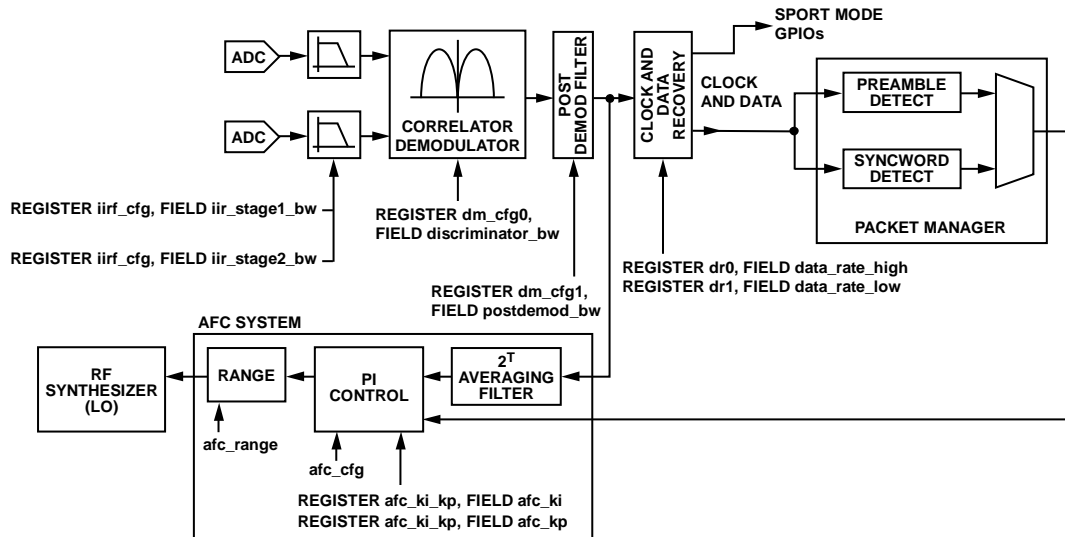 SPORT MODE
GPIOs
ADC
ADC
CORRELATOR
DEMODULATOR
POST
DEMOD FILTER
CLOCK AND
DATA
RECOVERY
CLOCK
AND DATA
PREAMBLE
DETECT
SYNCWORD
DETECT
PACKET MANAGER
REGISTER iirf_cfg, FIELD iir_stage1_bw
REGISTER iirf_cfg, FIELD iir_stage2_bw
REGISTER dm_cfg0,
FIELD discriminator_bw
REGISTER dm_cfg1,
FIELD postdemod_bw
REGISTER dr0, FIELD data_rate_high
REGISTER dr1, FIELD data_rate_low
AFC SYSTEM
RF
SYNTHESIZER
(LO)
RANGE
PI
CONTROL
2ᵀ
AVERAGING
FILTER
afc_range
afc_cfg
REGISTER afc_ki_kp, FIELD afc_ki
REGISTER afc_ki_kp, FIELD afc_kp